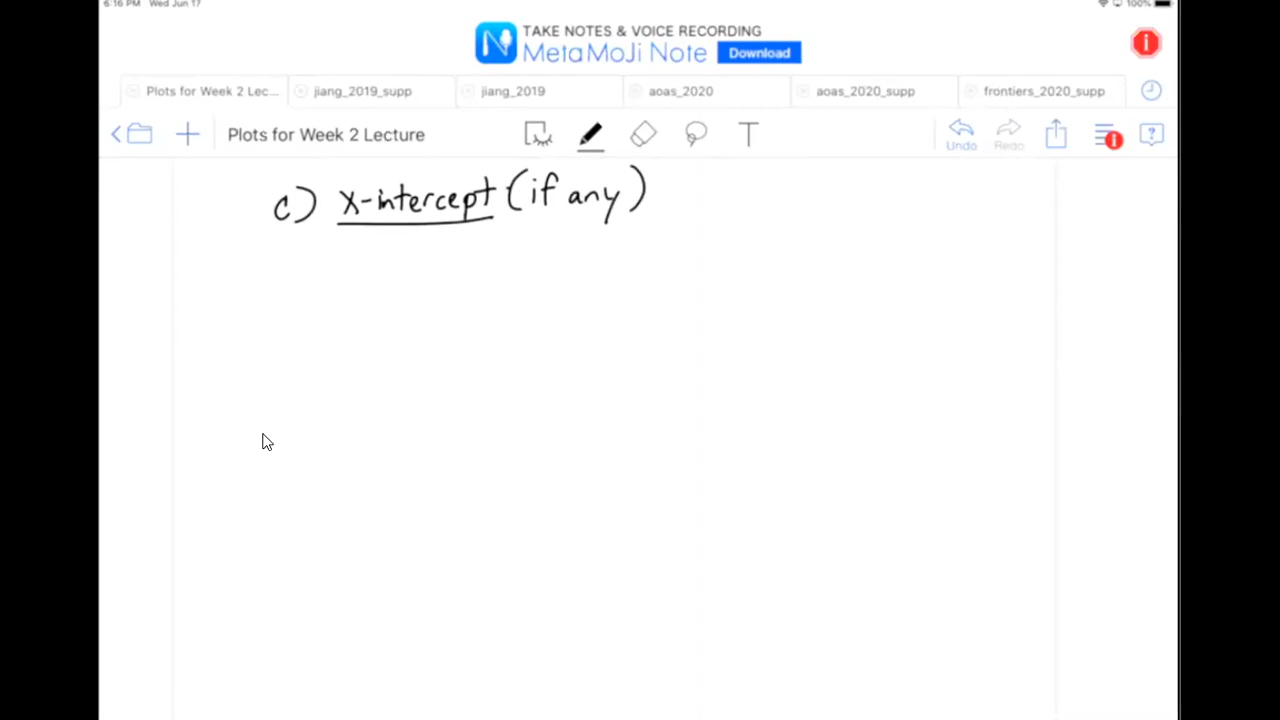 6:16 PM Wed Jun 17
100%
TAKE NOTES & VOICE RECORDING
MetaMoJi Note
Download
Plots for Week 2 Lec...
jiang_2019_supp
jiang_2019
aoas_2020
aoas_2020_supp
frontiers_2020_supp
Plots for Week 2 Lecture
T
Undo
Redo
c) x-intercept (if any)